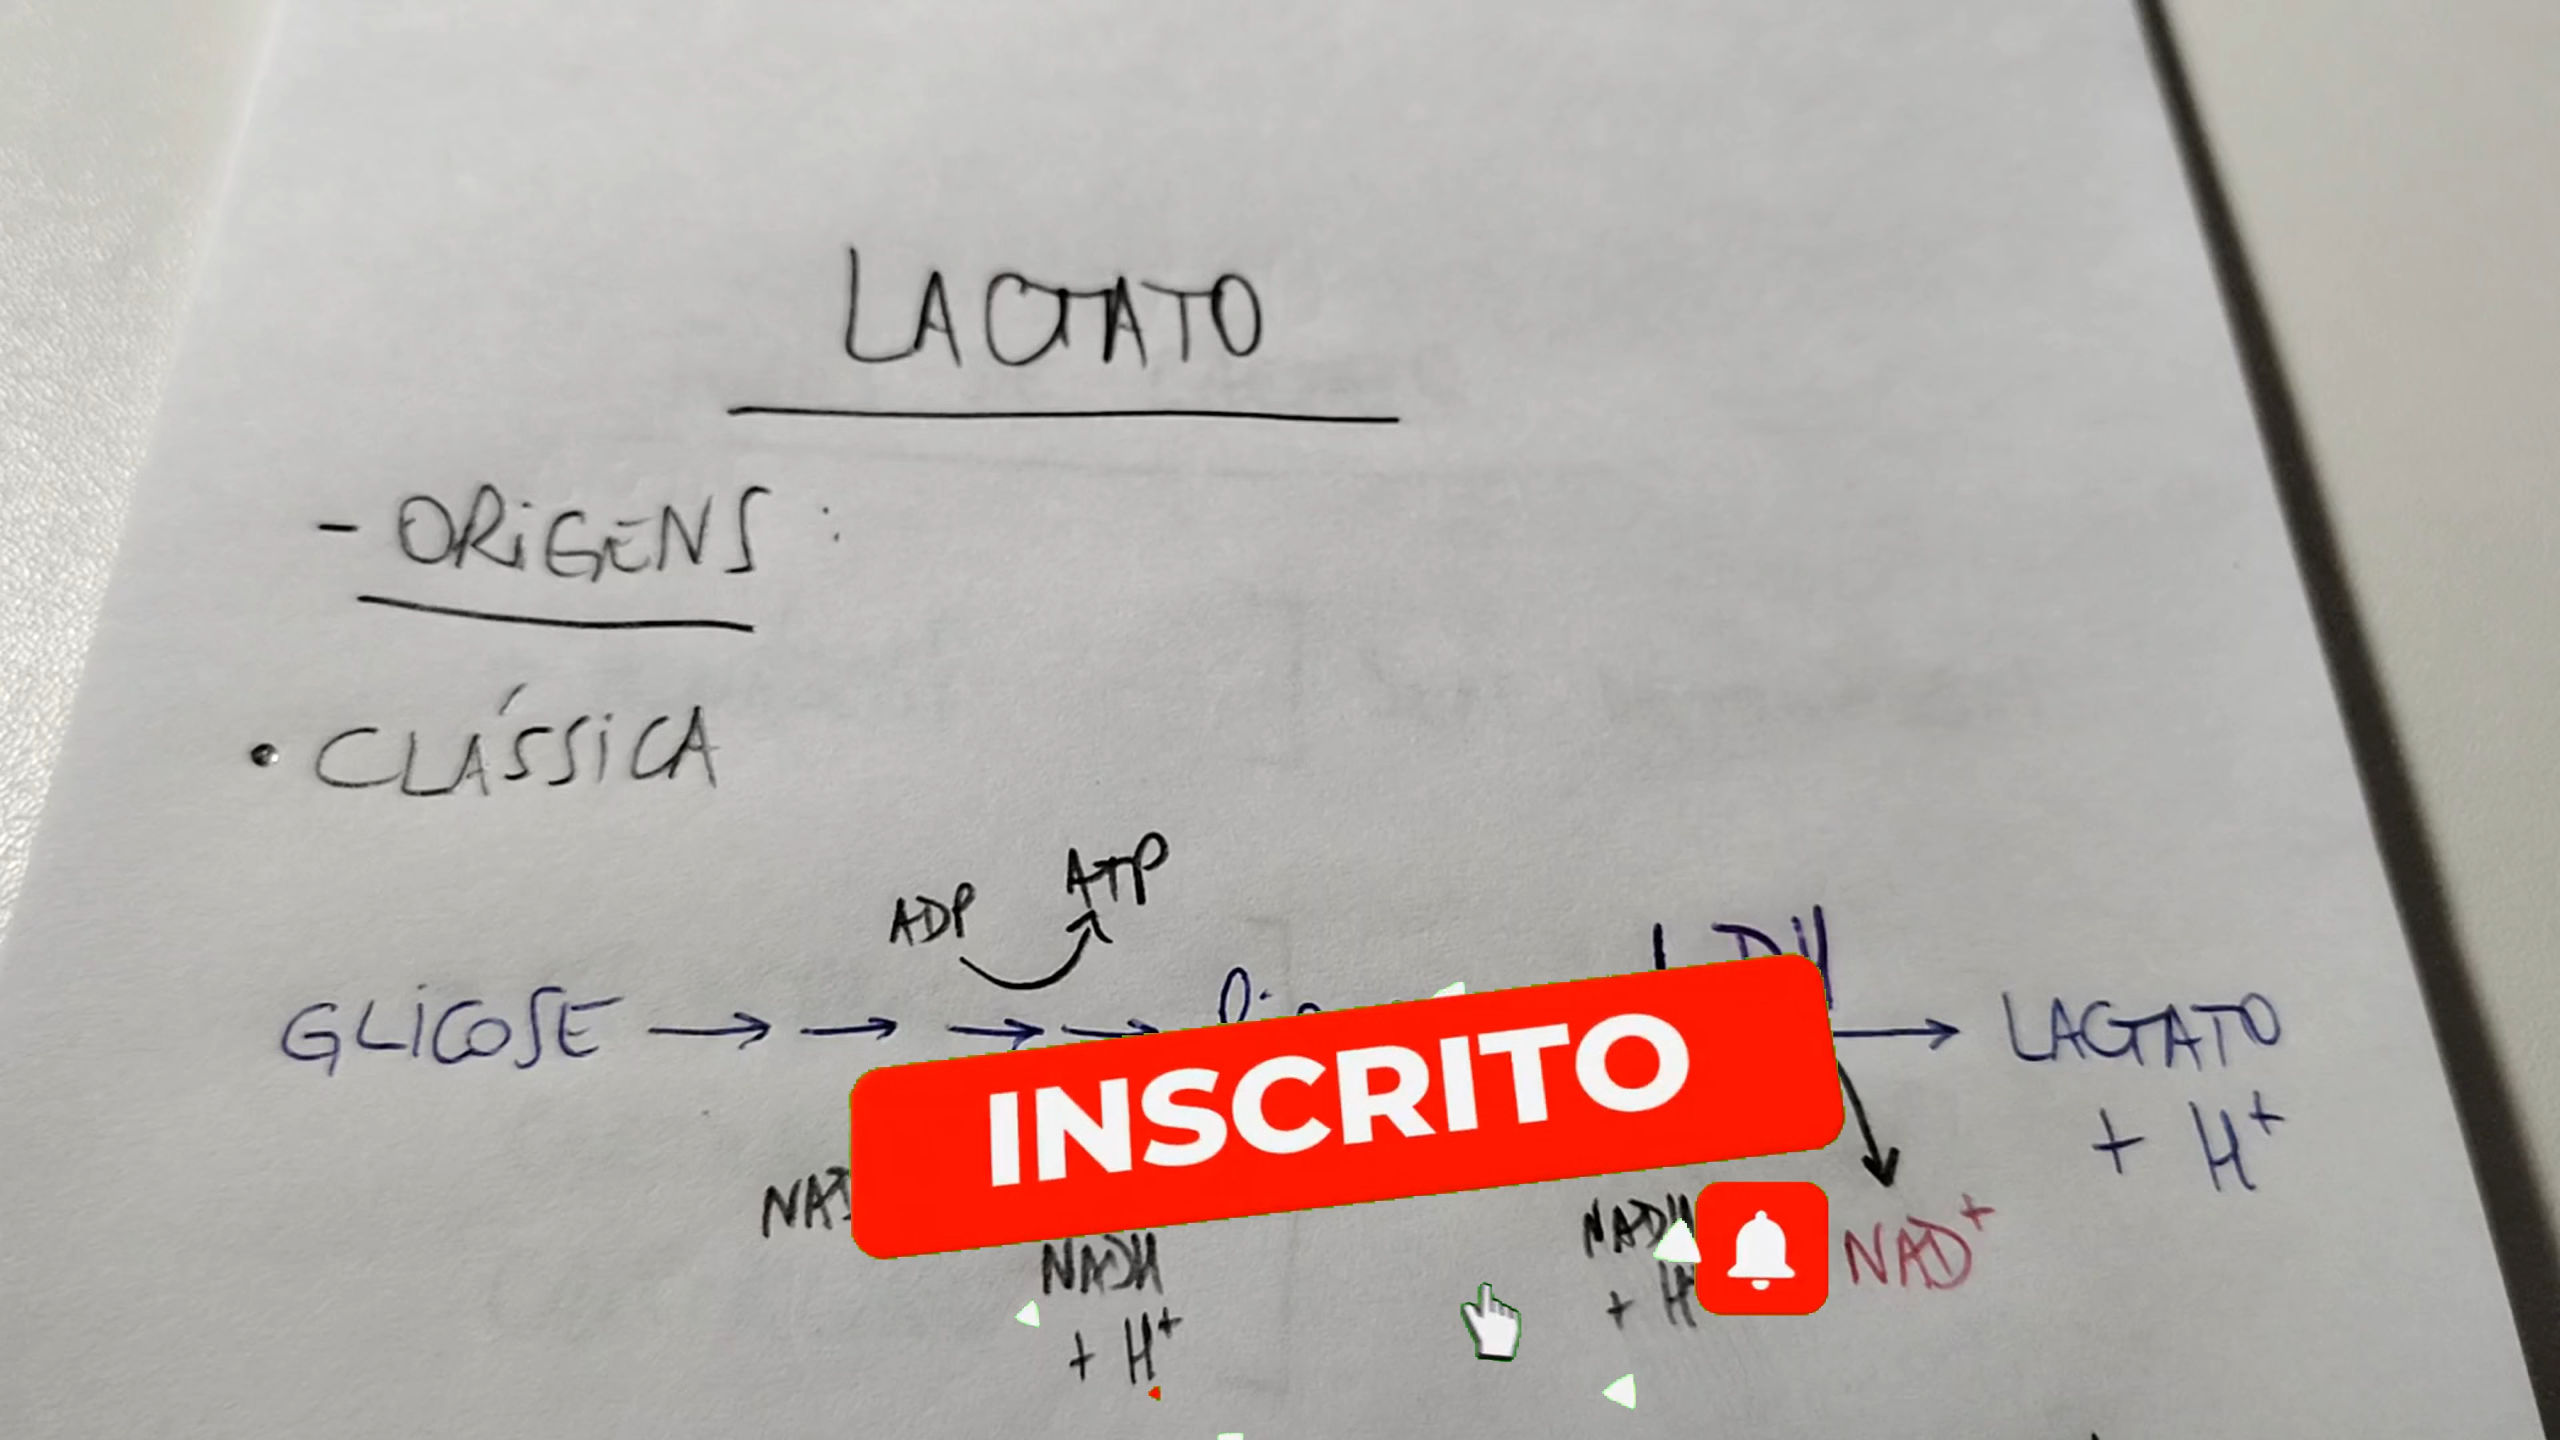 LACTATO
- ORIGENS :
• CLÁSSICA
ADP ATP
LDH
GLICOSE → → → → → LACTATO
+ H+
INSCRITO
NADH
+ H+
NADH
+ H
NAD+